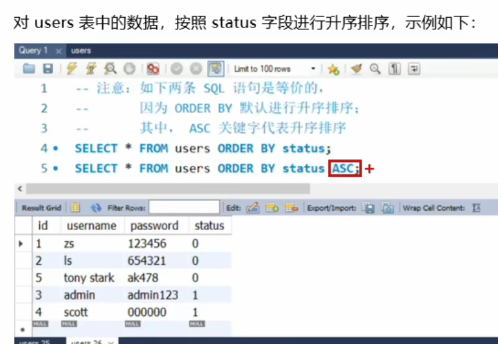 对 users 表中的数据，按照 status 字段进行升序排序，示例如下：
Query 1 users
Limit to 100 rows
1 -- 注意：如下两条 SQL 语句是等价的，
2 -- 因为 ORDER BY 默认进行升序排序；
3 -- 其中， ASC 关键字代表升序排序
4 SELECT * FROM users ORDER BY status;
5 SELECT * FROM users ORDER BY status ASC;
Result Grid Filter Rows: Edit: Export/Import: Wrap Cell Content:
id username password status
1 zs 123456 0
2 ls 654321 0
5 tony stark ak478 0
3 admin admin123 1
4 scott 000000 1
NULL NULL NULL NULL
users 25 users 26